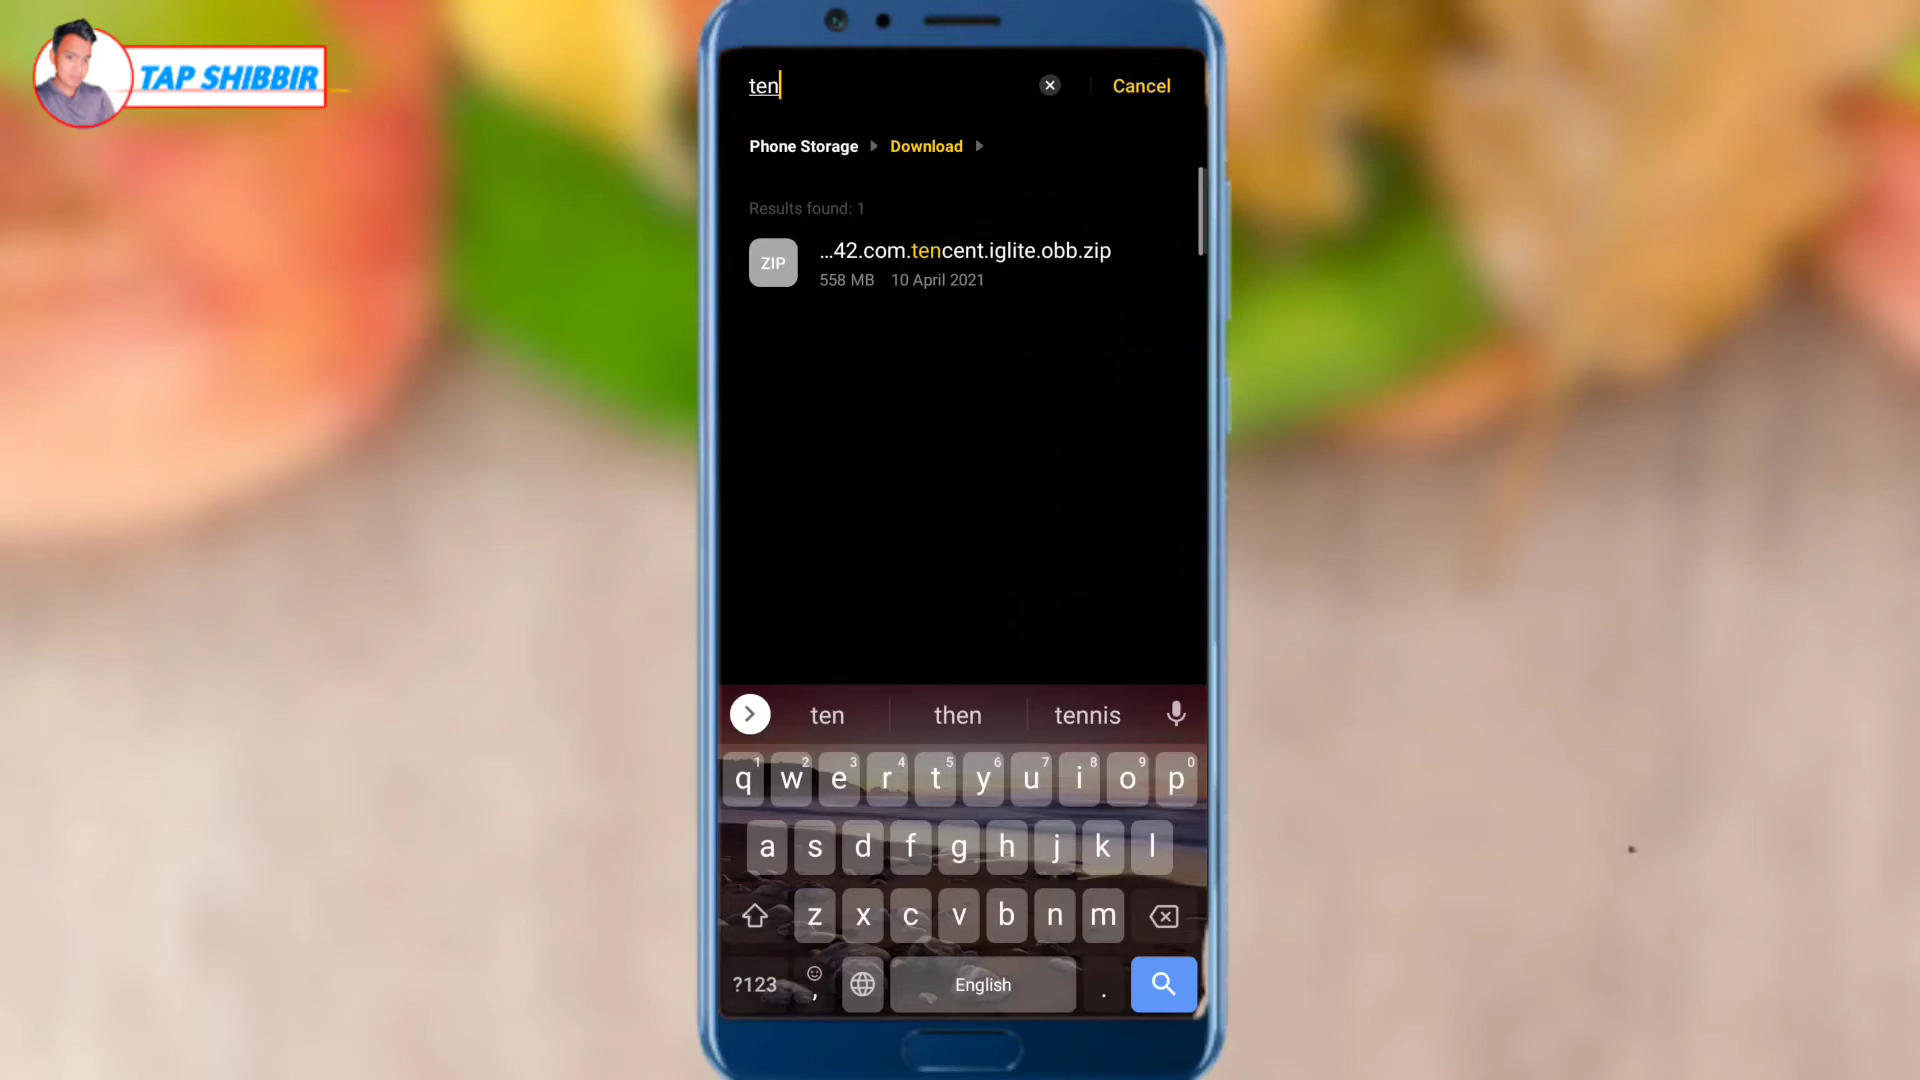 TAP SHIBBIR
ten
Cancel
Phone Storage Download
Results found: 1
ZIP
...42.com.tencent.iglite.obb.zip
558 MB 10 April 2021
ten then tennis
1 2 3 4 5 6 7 8 9 0
q w e r t y u i o p
a s d f g h j k l
z x c v b n m
?123 , English .